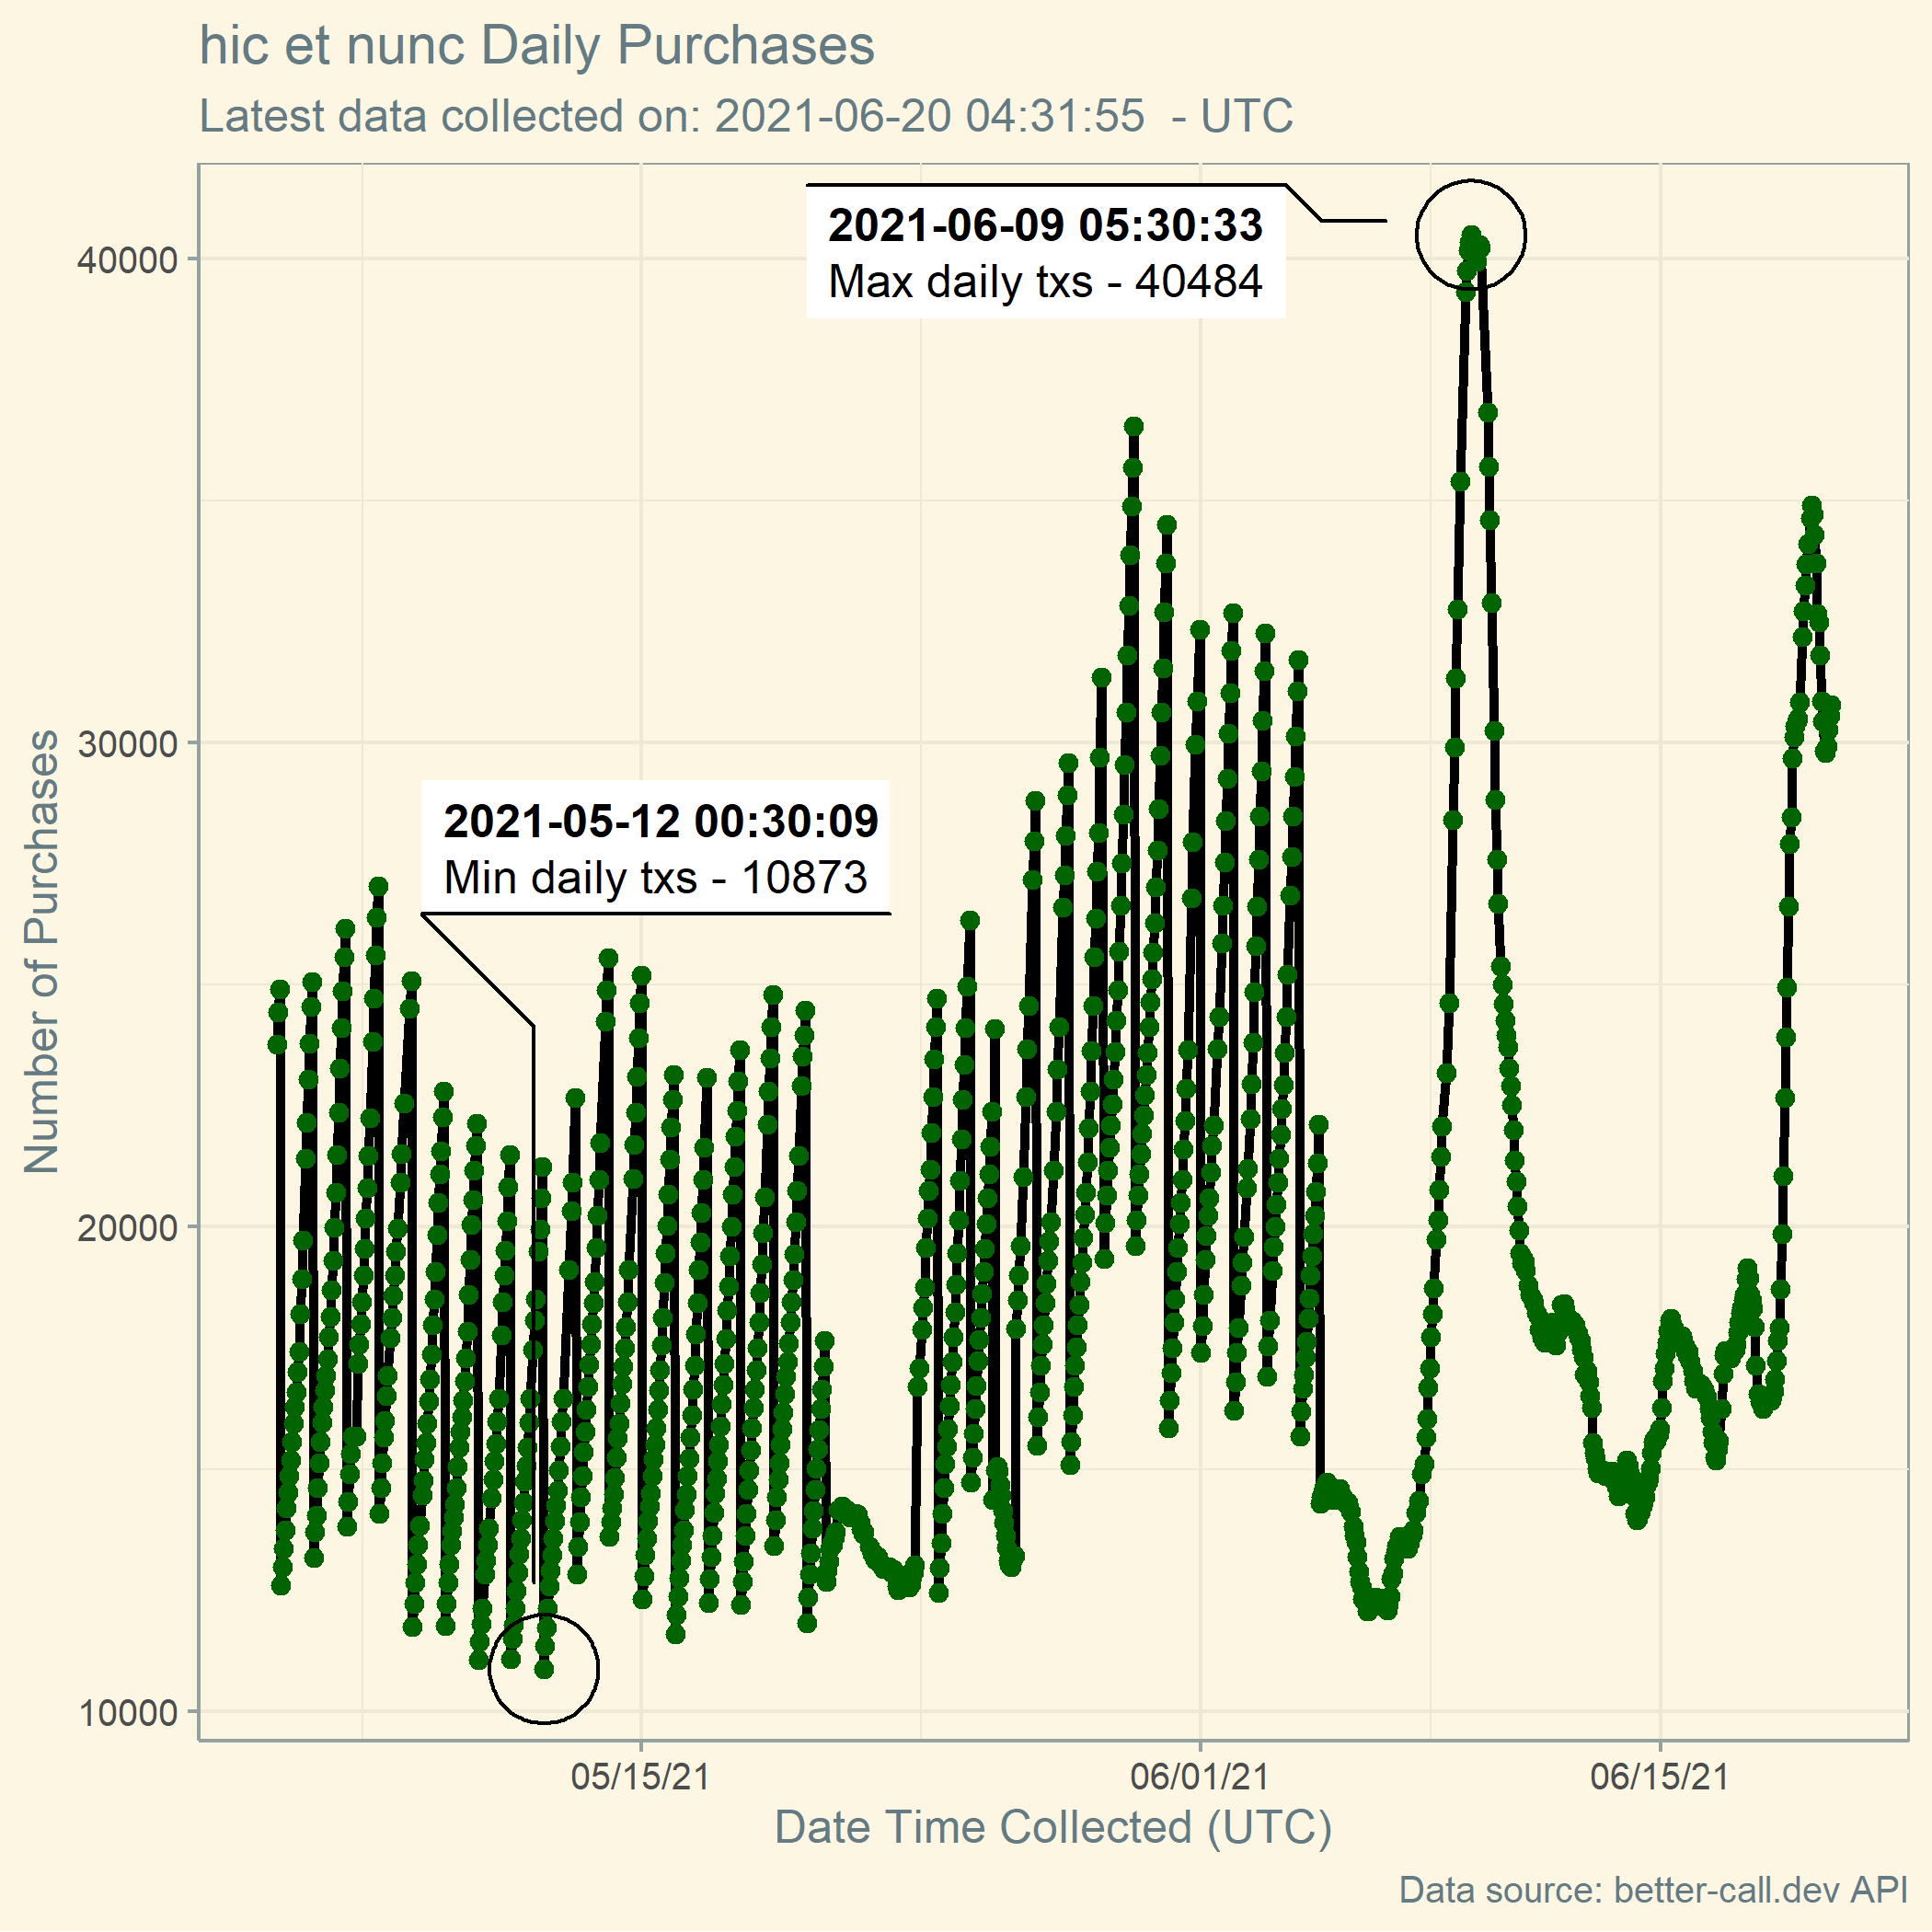 hic et nunc Daily Purchases
Latest data collected on: 2021-06-20 04:31:55  - UTC
2021-06-09 05:30:33
Max daily txs - 40484
2021-05-12 00:30:09
Min daily txs - 10873
Number of Purchases
40000
30000
20000
10000
05/15/21
06/01/21
06/15/21
Date Time Collected (UTC)
Data source: better-call.dev API